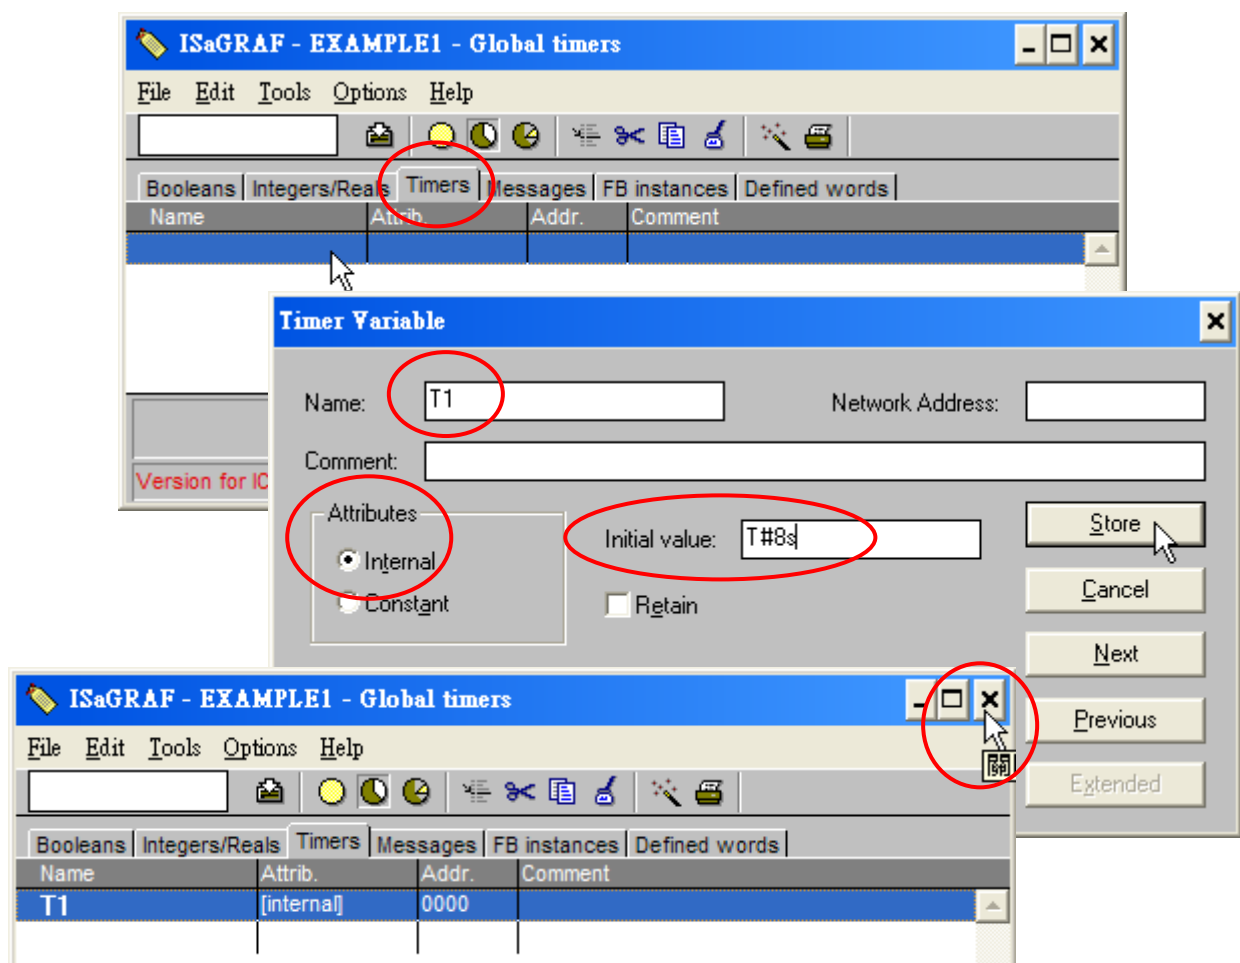 ISaGRAF - EXAMPLE1 - Global timers
File Edit Tools Options Help
Booleans Integers/Reals Timers Messages FB instances Defined words
Name Attrib. Addr. Comment
Version for IC
Timer Variable
Name: T1 Network Address:
Comment:
Attributes
Internal
Constant
Initial value: T#8s
Retain
Store
Cancel
Next
Previous
Extended
ISaGRAF - EXAMPLE1 - Global timers
File Edit Tools Options Help
關
Booleans Integers/Reals Timers Messages FB instances Defined words
Name Attrib. Addr. Comment
T1 [internal] 0000